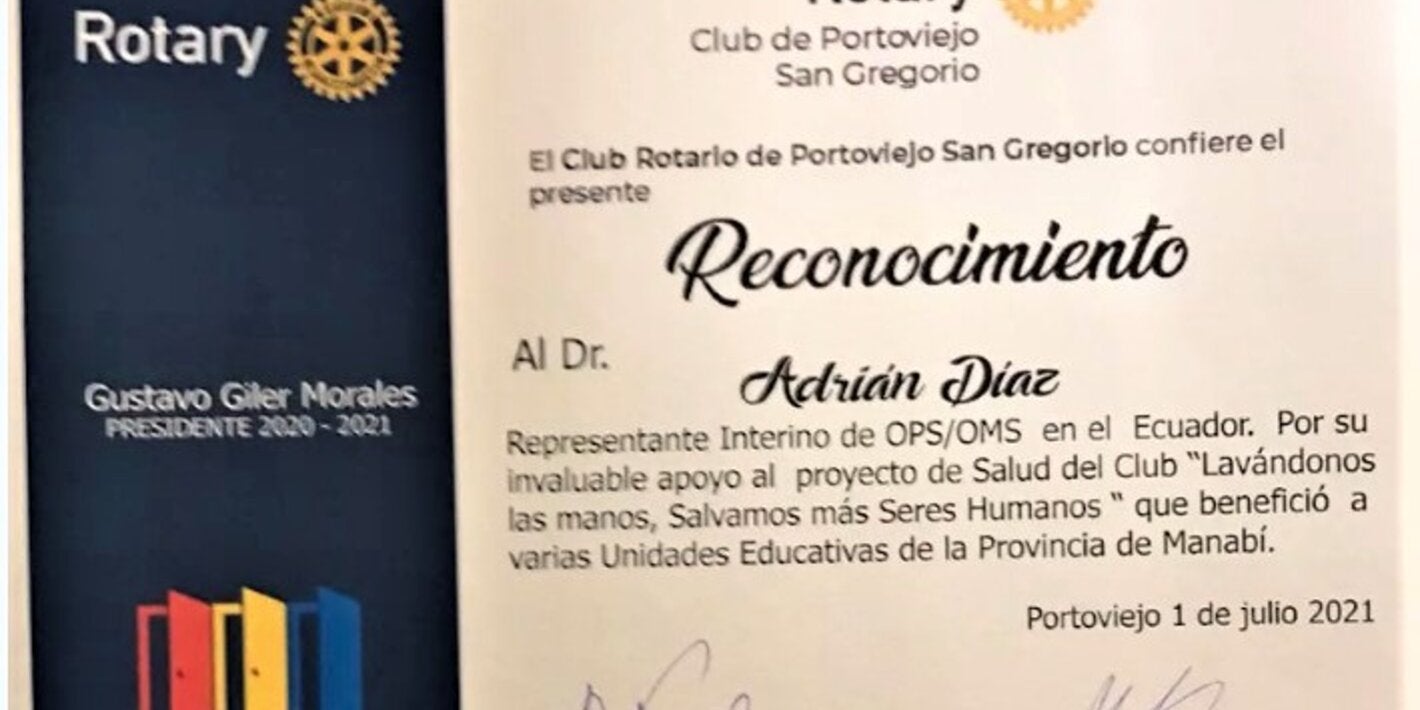 Rotary
Gustavo Giler Morales
PRESIDENTE 2020 - 2021
Rotary
Club de Portoviejo
San Gregorio
El Club Rotario de Portoviejo San Gregorio confiere el
presente
Reconocimiento
Al Dr.
Adrián Díaz
Representante Interino de OPS/OMS en el Ecuador. Por su
invaluable apoyo al proyecto de Salud del Club "Lavándonos
las manos, Salvamos más Seres Humanos " que benefició a
varias Unidades Educativas de la Provincia de Manabí.
Portoviejo 1 de julio 2021